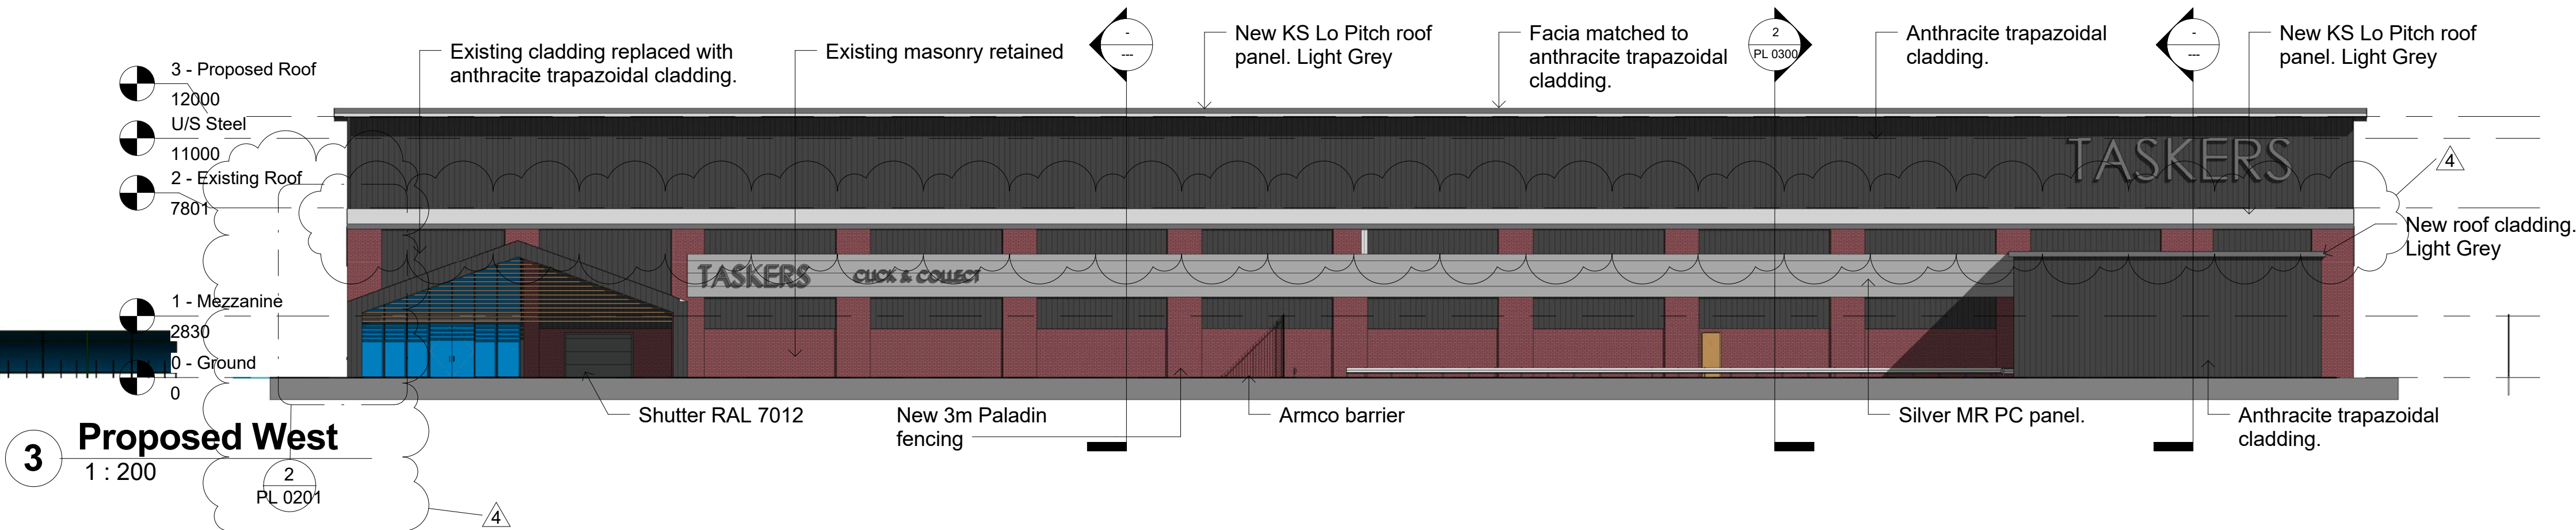 Existing cladding replaced with
anthracite trapazoidal cladding.
Existing masonry retained
-
---
New KS Lo Pitch roof
panel. Light Grey
Facia matched to
anthracite trapazoidal
cladding.
2
PL 0300
Anthracite trapazoidal
cladding.
-
---
New KS Lo Pitch roof
panel. Light Grey
3 - Proposed Roof
12000
U/S Steel
11000
2 - Existing Roof
7801
1 - Mezzanine
2830
0 - Ground
0
TASKERS
4
New roof cladding.
Light Grey
TASKERS
CLICK & COLLECT
Shutter RAL 7012
New 3m Paladin
fencing
Armco barrier
Silver MR PC panel.
Anthracite trapazoidal
cladding.
3
Proposed West
1 : 200
2
PL 0201
4